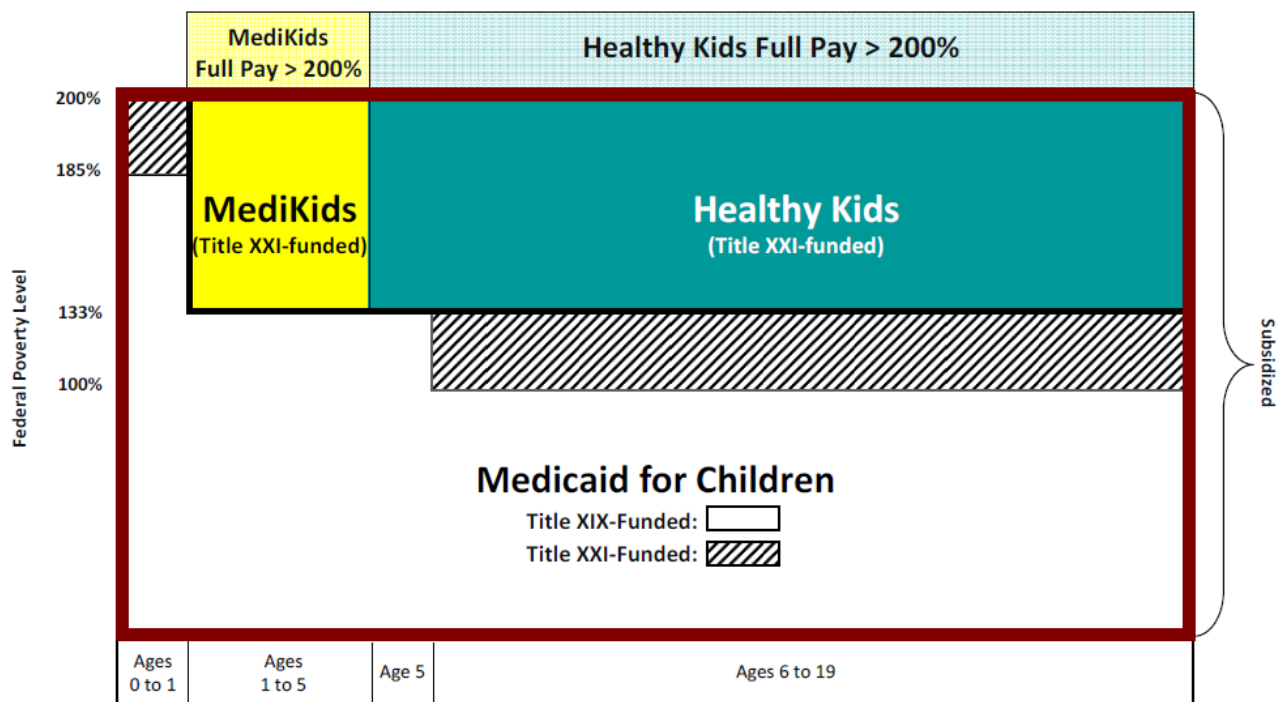 MediKids
Full Pay > 200%
Healthy Kids Full Pay > 200%
200%
185%
133%
100%
Federal Poverty Level
MediKids
(Title XXI-funded)
Healthy Kids
(Title XXI-funded)
Subsidized
Medicaid for Children
Title XIX-Funded:
Title XXI-Funded:
Ages
0 to 1
Ages
1 to 5
Age 5
Ages 6 to 19